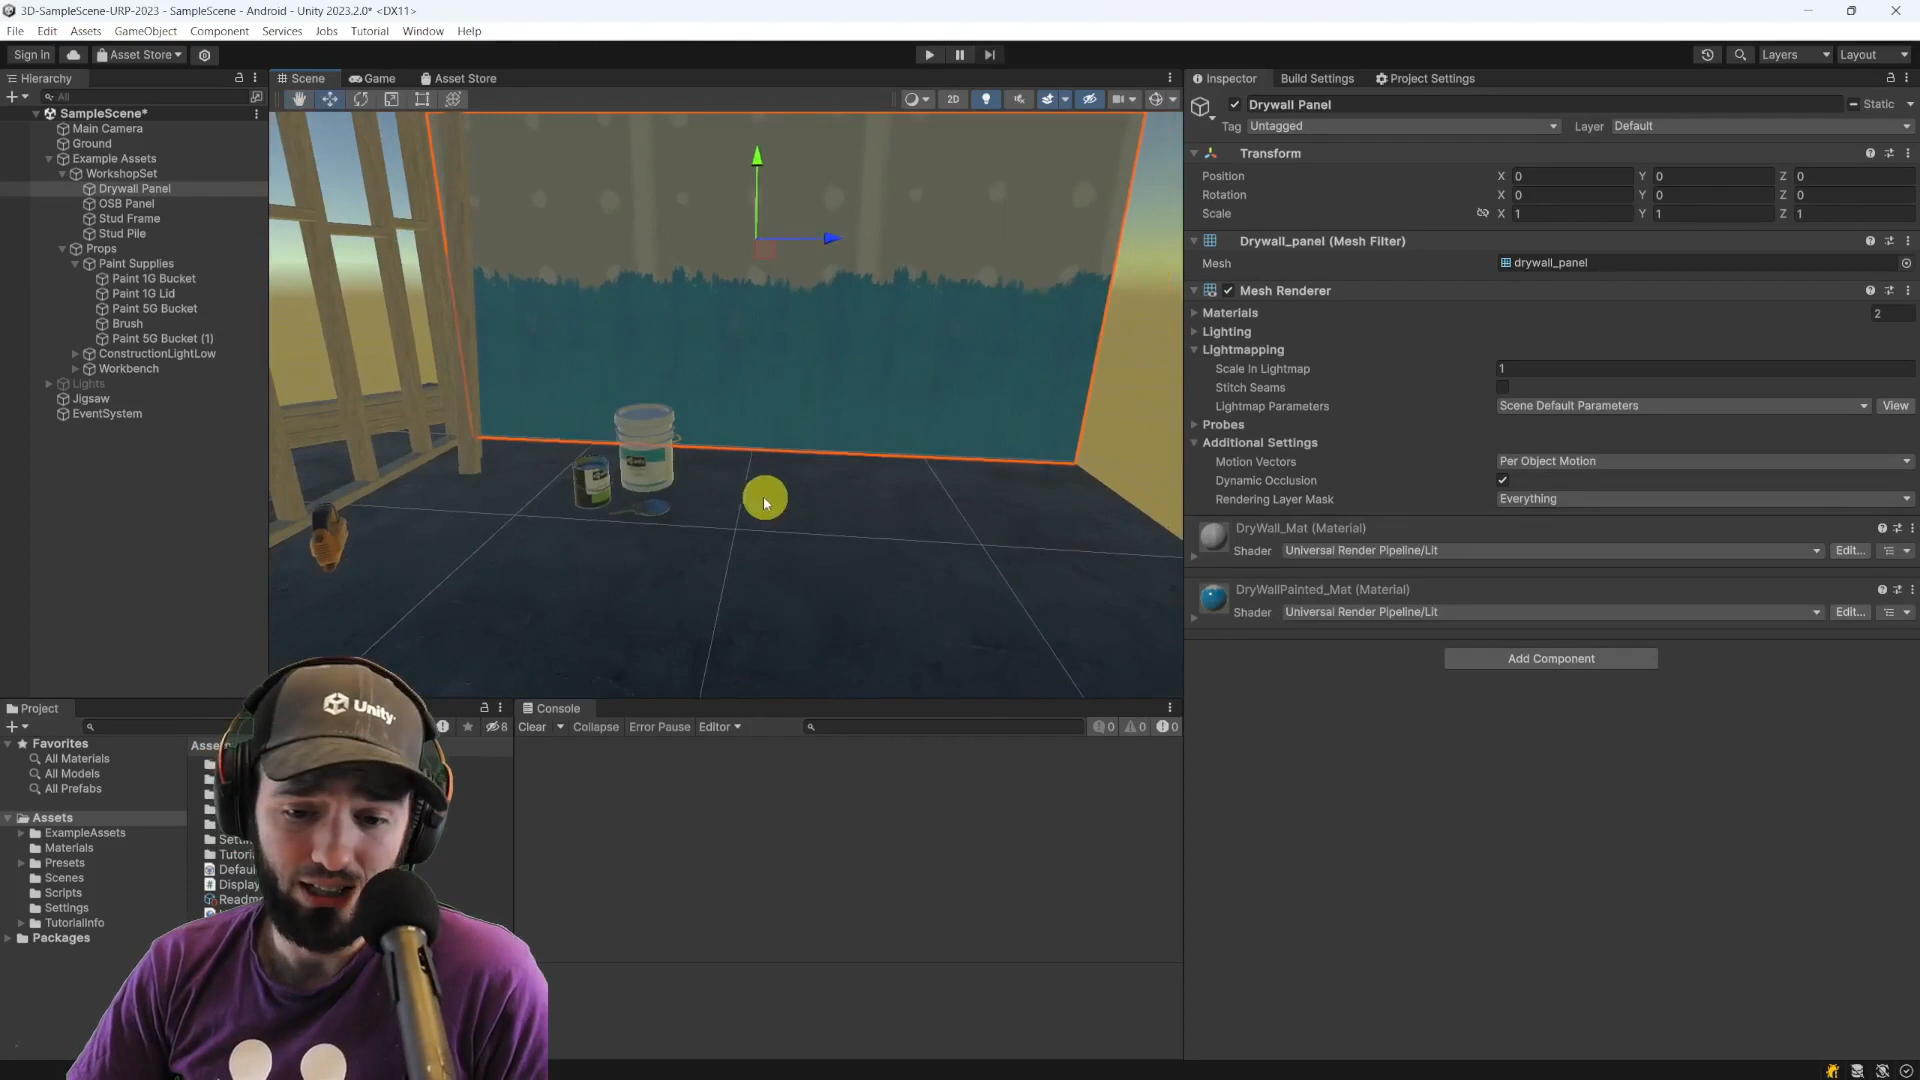 3D-SampleScene-URP-2023 - SampleScene - Android - Unity 2023.2.0* <DX11>
File Edit Assets GameObject Component Services Jobs Tutorial Window Help
Sign in Asset Store Layers Layout
Hierarchy
All
SampleScene*
Main Camera
Ground
Example Assets
WorkshopSet
Drywall Panel
OSB Panel
Stud Frame
Stud Pile
Props
Paint Supplies
Paint 1G Bucket
Paint 1G Lid
Paint 5G Bucket
Brush
Paint 5G Bucket (1)
ConstructionLightLow
Workbench
Lights
Jigsaw
EventSystem
Scene Game Asset Store
2D
Inspector Build Settings Project Settings
Drywall Panel Static
Tag Untagged Layer Default
Transform
Position X 0 Y 0 Z 0
Rotation X 0 Y 0 Z 0
Scale X 1 Y 1 Z 1
Drywall_panel (Mesh Filter)
Mesh drywall_panel
Mesh Renderer
Materials 2
Lighting
Lightmapping
Scale In Lightmap 1
Stitch Seams
Lightmap Parameters Scene Default Parameters View
Probes
Additional Settings
Motion Vectors Per Object Motion
Dynamic Occlusion
Rendering Layer Mask Everything
DryWall_Mat (Material)
Shader Universal Render Pipeline/Lit Edit...
DryWallPainted_Mat (Material)
Shader Universal Render Pipeline/Lit Edit...
Add Component
Project
8
Favorites
All Materials
All Models
All Prefabs
Assets
ExampleAssets
Materials
Presets
Scenes
Scripts
Settings
TutorialInfo
Packages
Asse
Settin
Tutoria
Defau
Display
Readm
Console
Clear Collapse Error Pause Editor 0 0 0
Unity